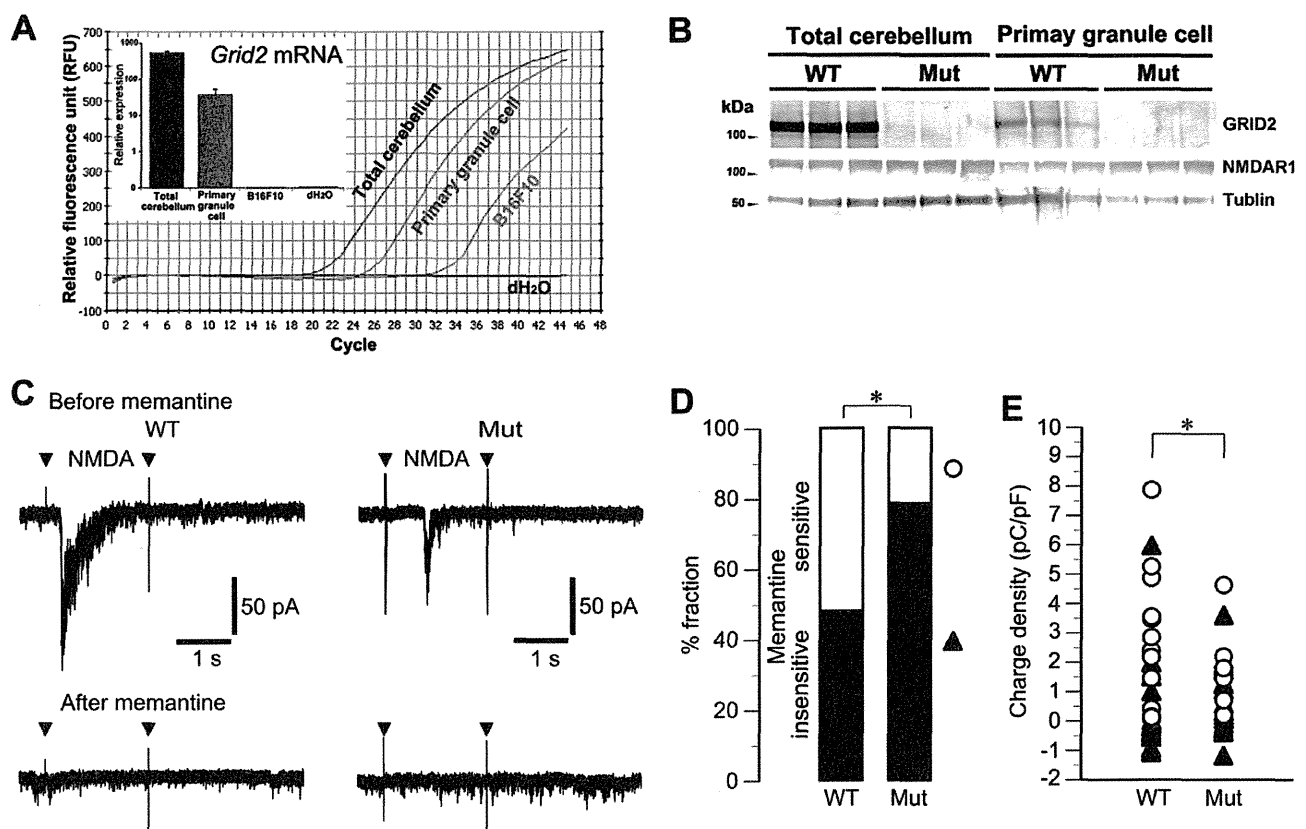 A
Relative fluorescence unit (RFU)
700
600
500
400
300
200
100
0
-100
Grid2 mRNA
Relative expression
1000
100
10
1
0
Total cerebellum
Primary granule cell
B16F10
dH2O
Total cerebellum
Primary granule cell
B16F10
dH2O
0 2 4 6 8 10 12 14 16 18 20 22 24 26 28 30 32 34 36 38 40 42 44 46 48
Cycle
B
Total cerebellum Primay granule cell
WT Mut WT Mut
kDa
100
GRID2
100
NMDAR1
50
Tublin
C
Before memantine
WT Mut
NMDA NMDA
50 pA 50 pA
1 s 1 s
After memantine
D
*
% fraction
100
80
60
40
20
0
Memantine
insensitive sensitive
WT Mut
E
*
Charge density (pC/pF)
10
9
8
7
6
5
4
3
2
1
0
-1
-2
WT Mut